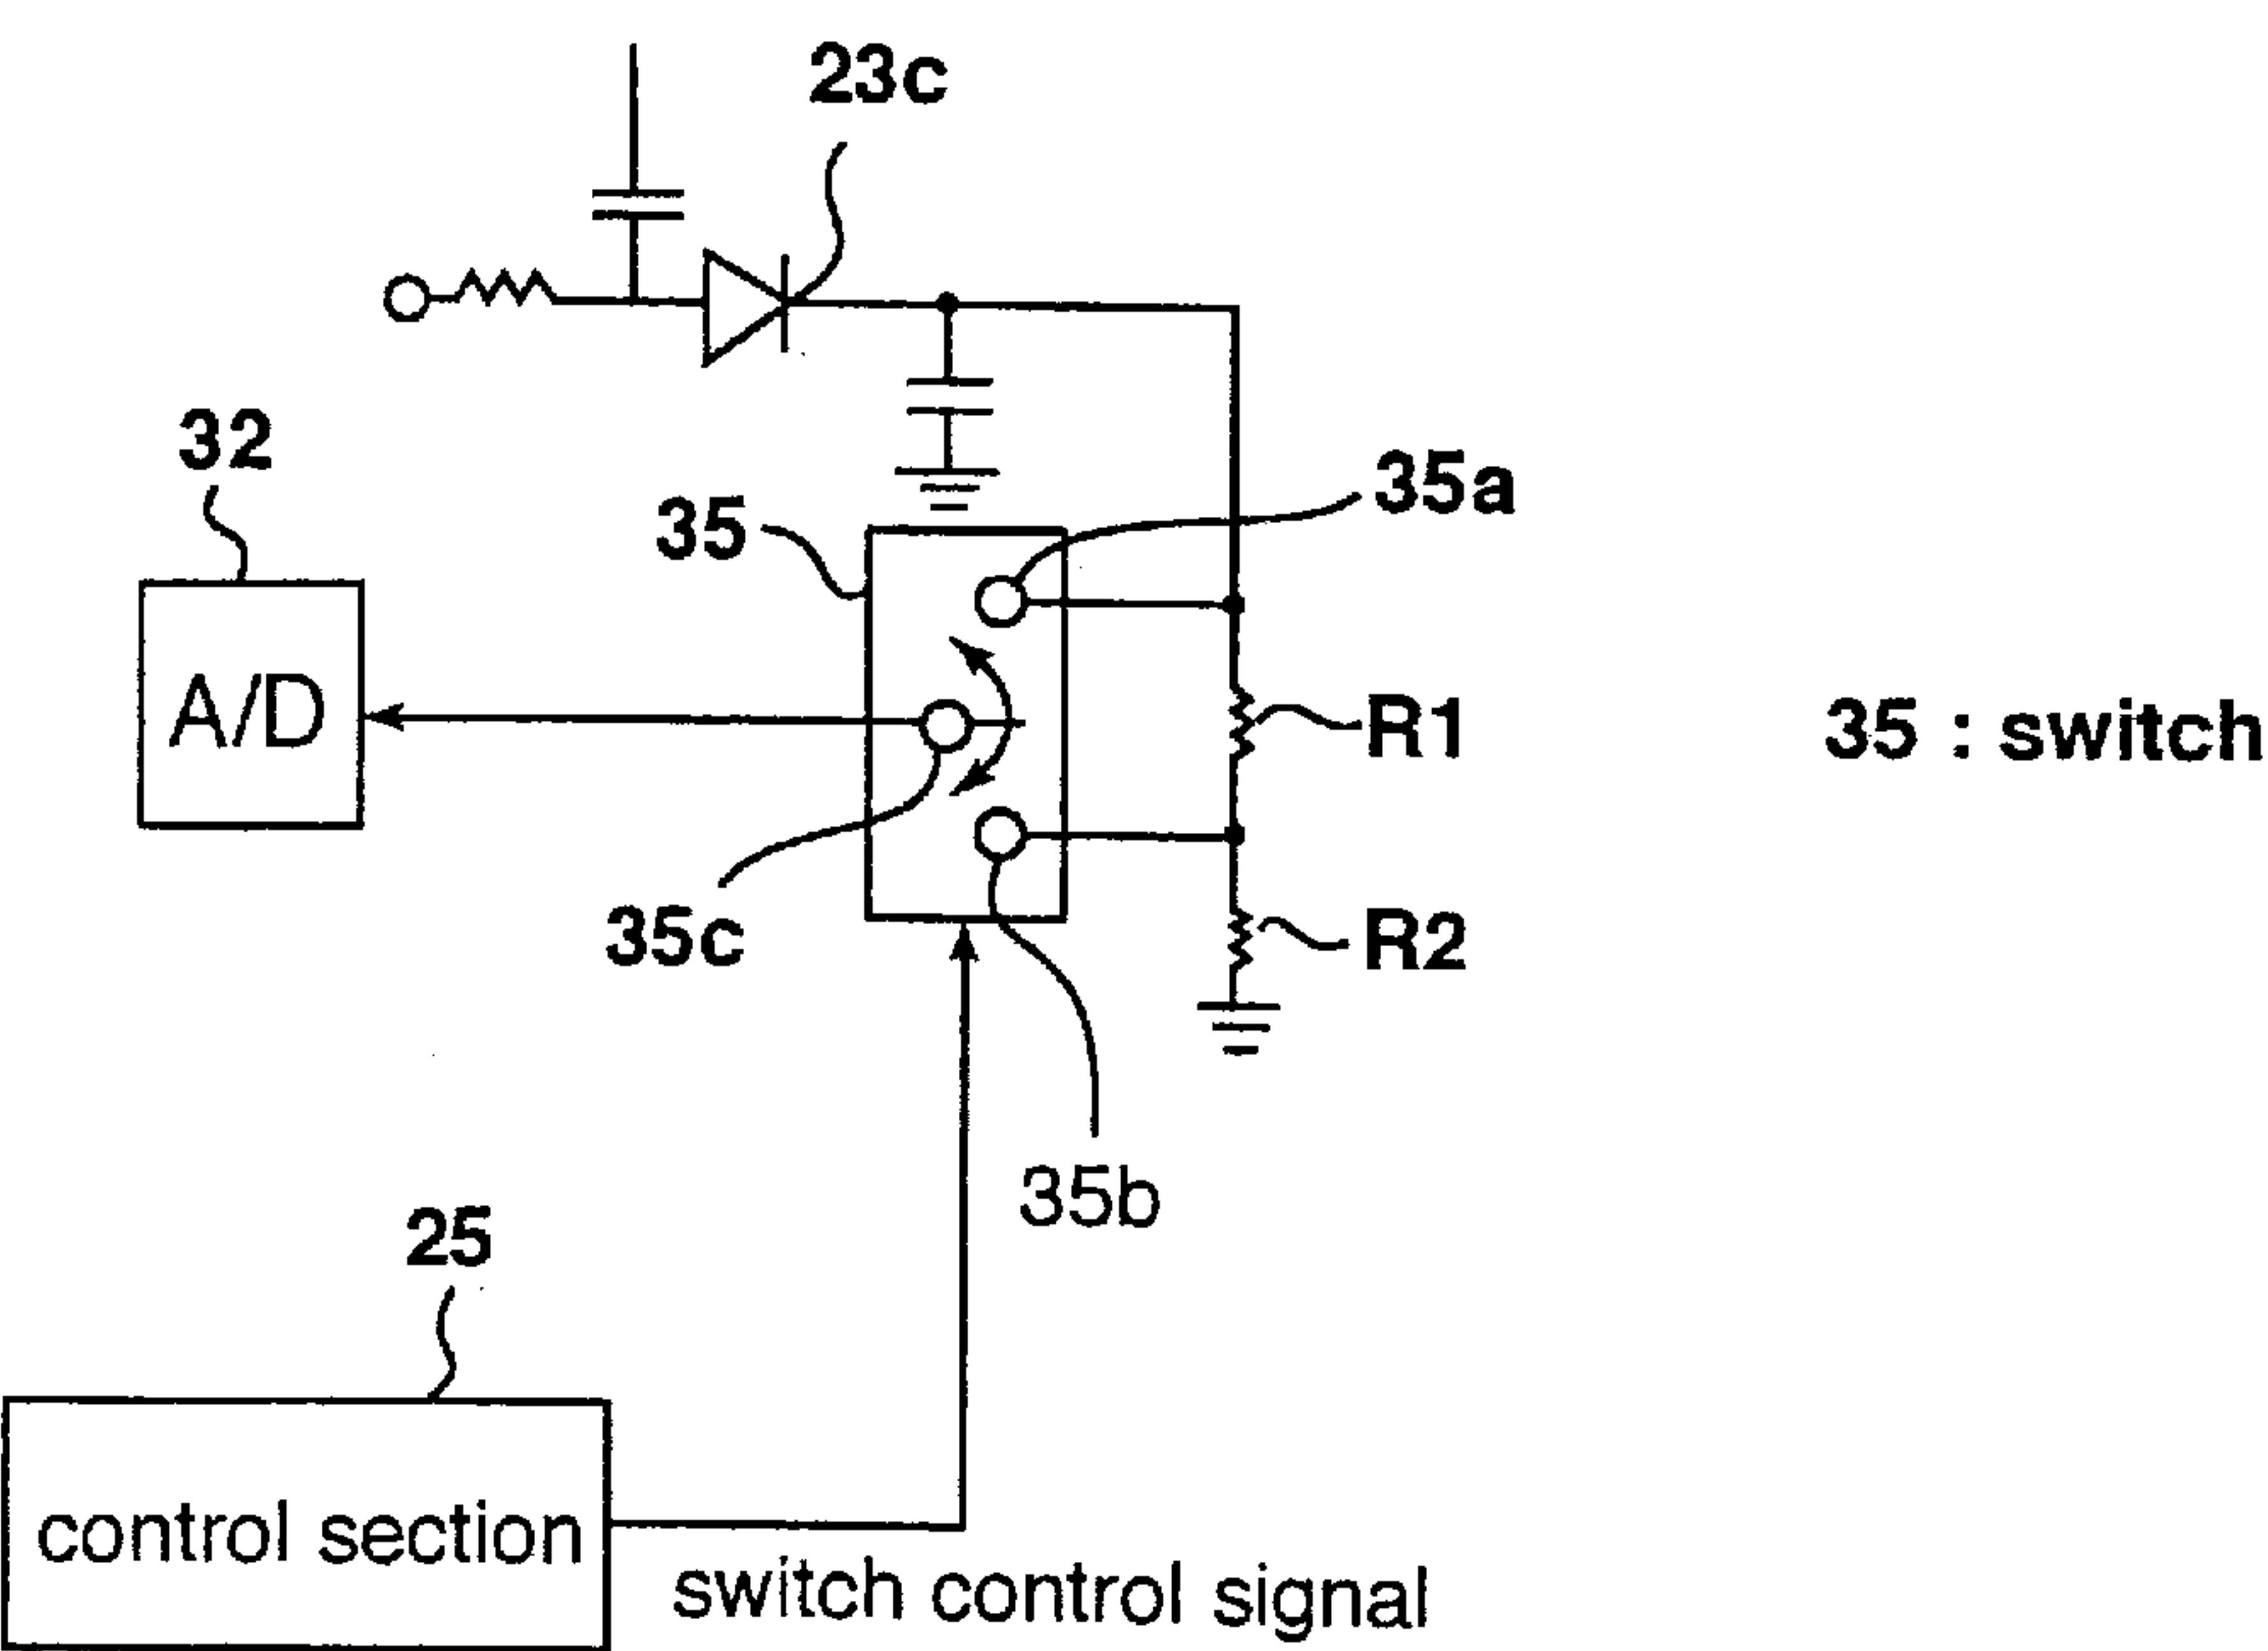 23c
32
35
35a
A/D
R1
35 : switch
35c
R2
35b
25
control section
switch control signal